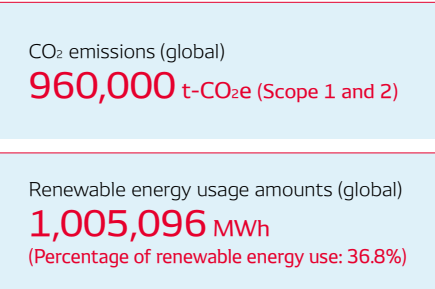 CO₂ emissions (global)
960,000 t-CO₂e (Scope 1 and 2)
Renewable energy usage amounts (global)
1,005,096 MWh
(Percentage of renewable energy use: 36.8%)